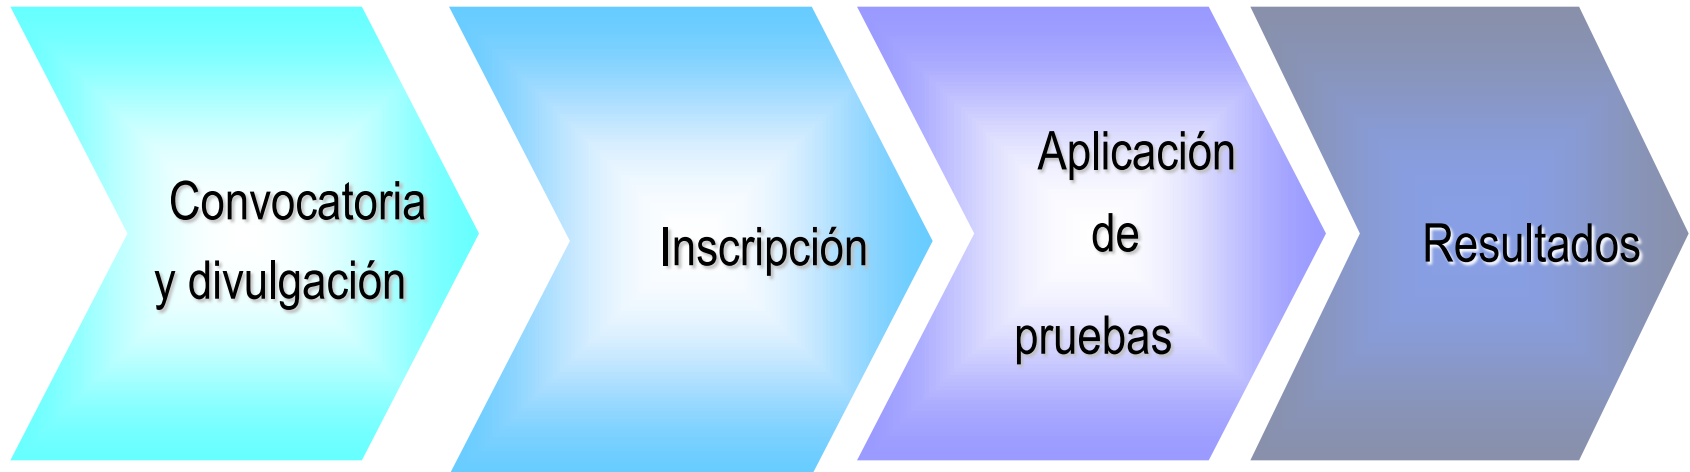 Convocatoria
y divulgación
Inscripción
Aplicación
de
pruebas
Resultados